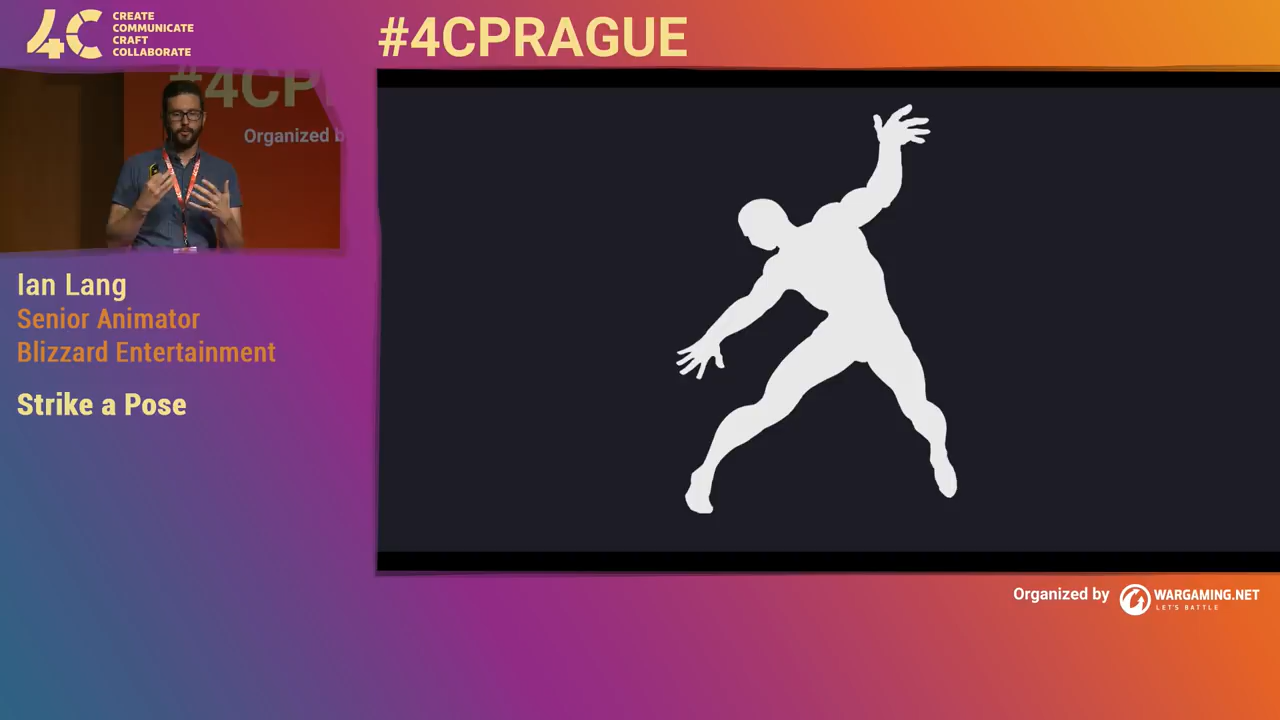 4C
CREATE
COMMUNICATE
CRAFT
COLLABORATE
#4CPRAGUE
#4CP
Organized b
Ian Lang
Senior Animator
Blizzard Entertainment
Strike a Pose
Organized by
WARGAMING.NET
LET'S BATTLE